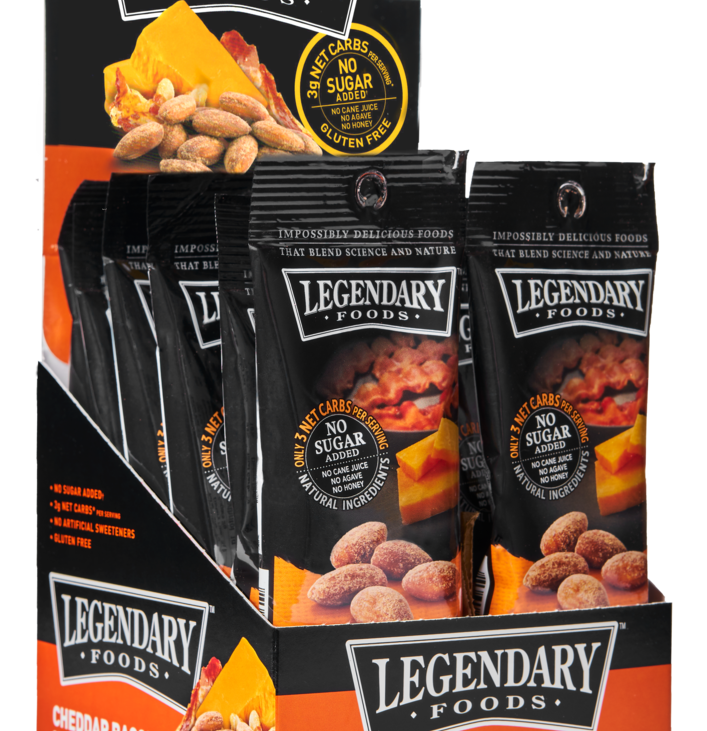 3g NET CARBS PER SERVING*
NO
SUGAR
ADDED†
NO CANE JUICE
NO AGAVE
NO HONEY
GLUTEN FREE
IMPOSSIBLY DELICIOUS FOODS
THAT BLEND SCIENCE AND NATURE
LEGENDARY
• FOODS •
ONLY 3 NET CARBS PER SERVING
NO
SUGAR
ADDED
NO CANE JUICE
NO AGAVE
NO HONEY
NATURAL INGREDIENTS
IMPOSSIBLY DELICIOUS FOODS
THAT BLEND SCIENCE AND NATURE
LEGENDARY
• FOODS •
ONLY 3 NET CARBS PER SERVING
NO
SUGAR
ADDED
NO CANE JUICE
NO AGAVE
NO HONEY
NATURAL INGREDIENTS
• NO SUGAR ADDED†
• 3g NET CARBS* PER SERVING
• NO ARTIFICIAL SWEETENERS
• GLUTEN FREE
LEGENDARY™
• FOODS •
CHEDDAR
LEGENDARY™
• FOODS •